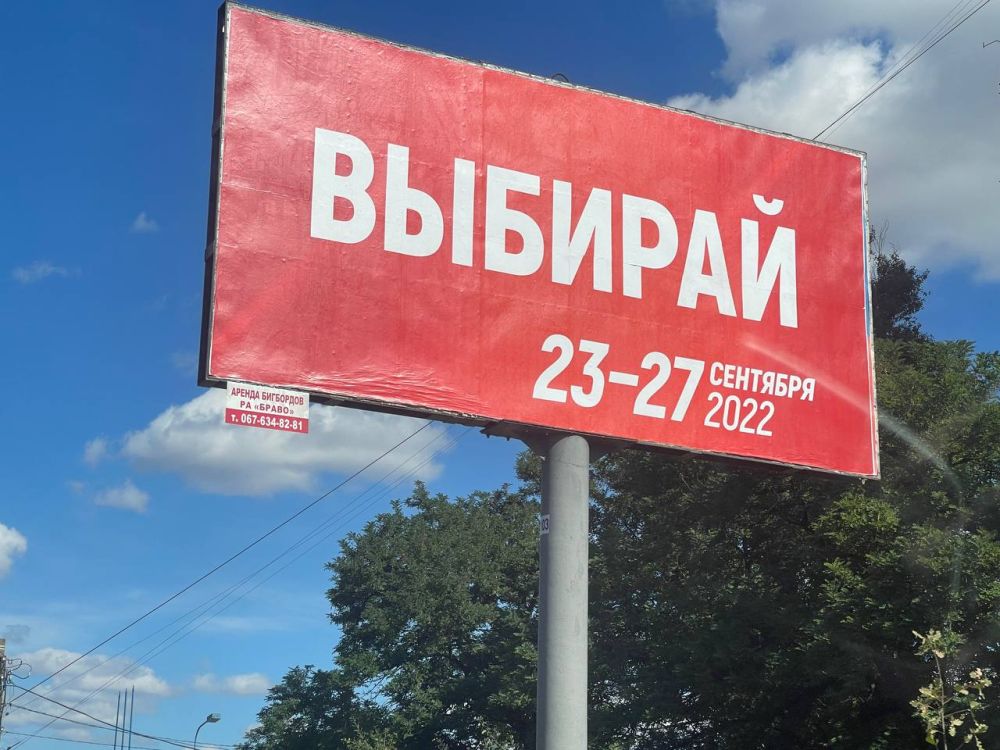 ВЫБИРАЙ
23-27 СЕНТЯБРЯ
2022
АРЕНДА БИГБОРДОВ
РА «БРАВО»
т. 067-634-82-81